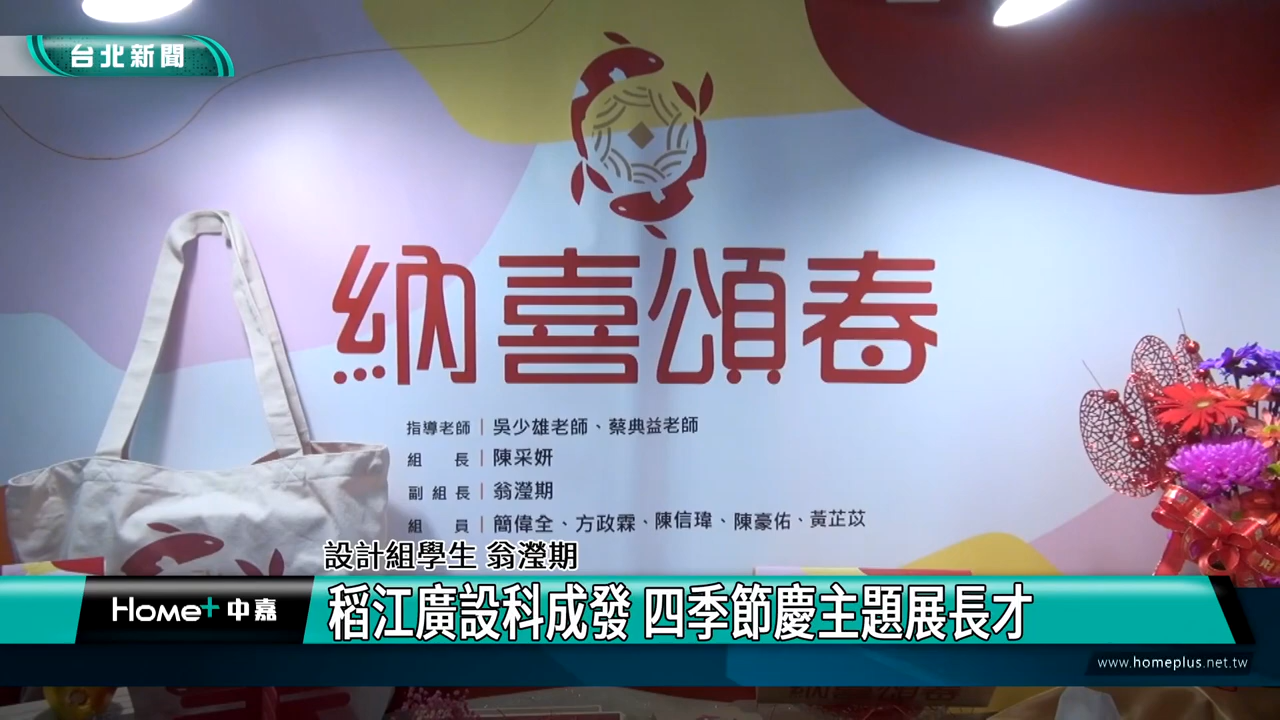 台北新聞
納喜頌春
指導老師｜吳少雄老師、蔡典益老師
組長｜陳采妍
副組長｜翁瀅期
組員｜簡偉全、方政霖、陳信瑋、陳豪佑、黃芷苡
設計組學生 翁瀅期
Home+中嘉
稻江廣設科成發 四季節慶主題展長才
www.homeplus.net.tw